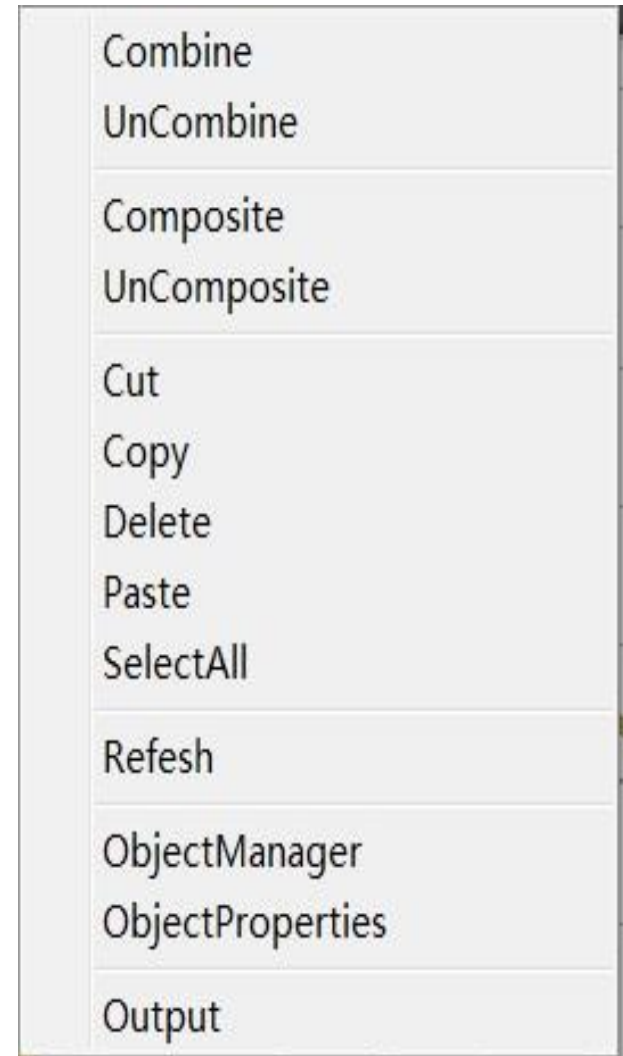 Combine
UnCombine
Composite
UnComposite
Cut
Copy
Delete
Paste
SelectAll
Refesh
ObjectManager
ObjectProperties
Output